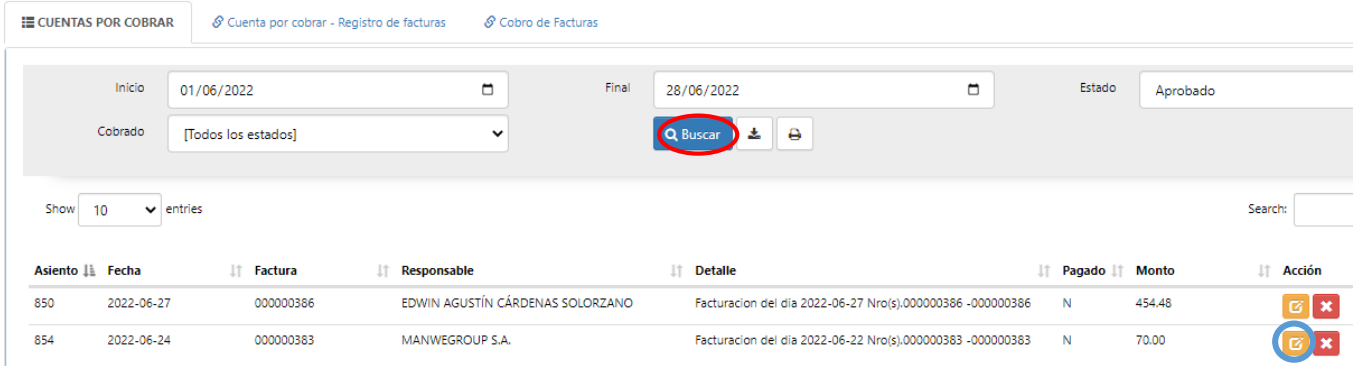 CUENTAS POR COBRAR Cuenta por cobrar - Registro de facturas Cobro de Facturas
Inicio 01/06/2022 Final 28/06/2022 Estado Aprobado
Cobrado [Todos los estados] Buscar
Show 10 entries Search:
Asiento Fecha Factura Responsable Detalle Pagado Monto Acción
850 2022-06-27 000000386 EDWIN AGUSTÍN CÁRDENAS SOLORZANO Facturacion del dia 2022-06-27 Nro(s).000000386 -000000386 N 454.48
854 2022-06-24 000000383 MANWEGROUP S.A. Facturacion del dia 2022-06-22 Nro(s).000000383 -000000383 N 70.00